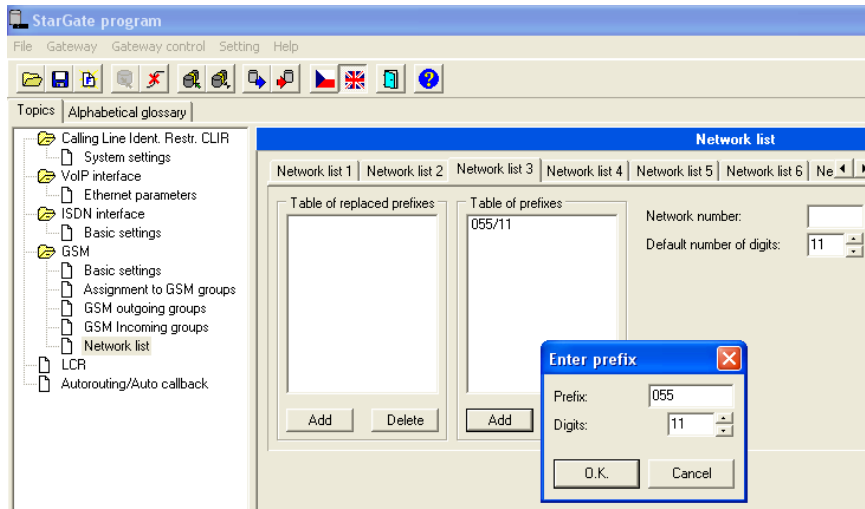 StarGate program
File Gateway Gateway control Setting Help
Topics Alphabetical glossary
Calling Line Ident. Restr. CLIR
System settings
VoIP interface
Ethernet parameters
ISDN interface
Basic settings
GSM
Basic settings
Assignment to GSM groups
GSM outgoing groups
GSM Incoming groups
Network list
LCR
Autorouting/Auto callback
Network list
Network list 1 Network list 2 Network list 3 Network list 4 Network list 5 Network list 6 Ne
Table of replaced prefixes
Add Delete
Table of prefixes
055/11
Add
Network number:
Default number of digits: 11
Enter prefix
Prefix: 055
Digits: 11
O.K. Cancel